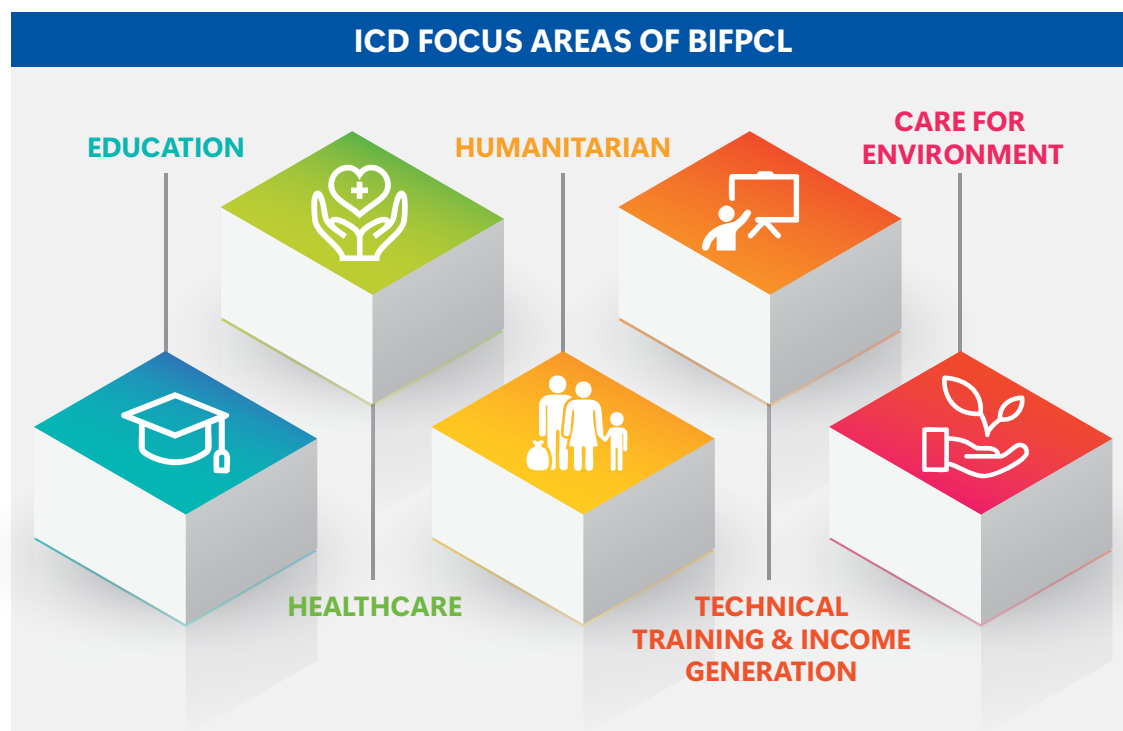 ICD FOCUS AREAS OF BIFPCL
EDUCATION
HUMANITARIAN
CARE FOR
ENVIRONMENT
HEALTHCARE
TECHNICAL
TRAINING & INCOME
GENERATION